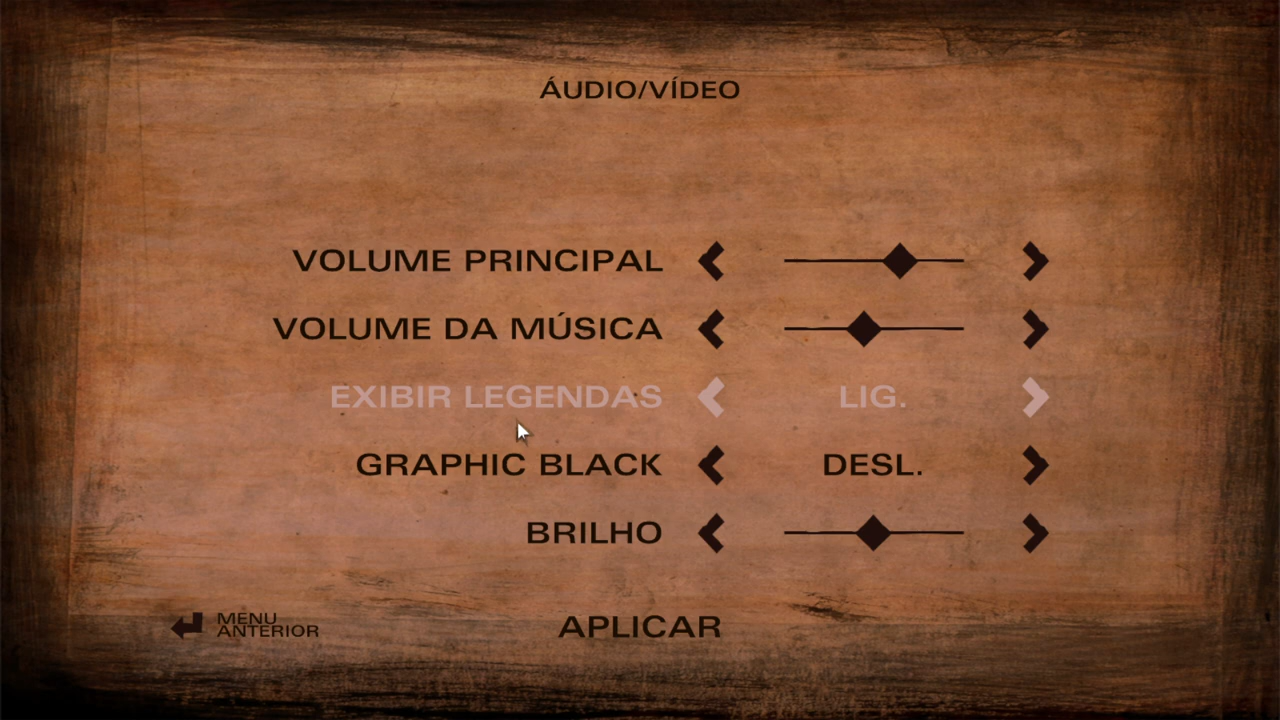 ÁUDIO/VÍDEO
VOLUME PRINCIPAL
VOLUME DA MÚSICA
EXIBIR LEGENDAS LIG.
GRAPHIC BLACK DESL.
BRILHO
MENU
ANTERIOR
APLICAR